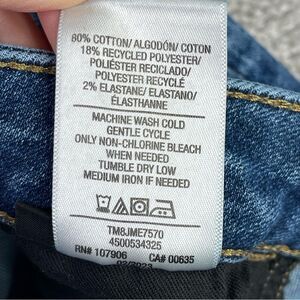 80% COTTON/ ALGODÓN/ COTON
18% RECYCLED POLYESTER/
POLIÉSTER RECICLADO/
POLYESTER RECYCLÉ
2% ELASTANE/ ELASTANO/
ÉLASTHANNE
MACHINE WASH COLD
GENTLE CYCLE
ONLY NON-CHLORINE BLEACH
WHEN NEEDED
TUMBLE DRY LOW
MEDIUM IRON IF NEEDED
TM8JME7570
4500534325
RN# 107906 CA# 00635